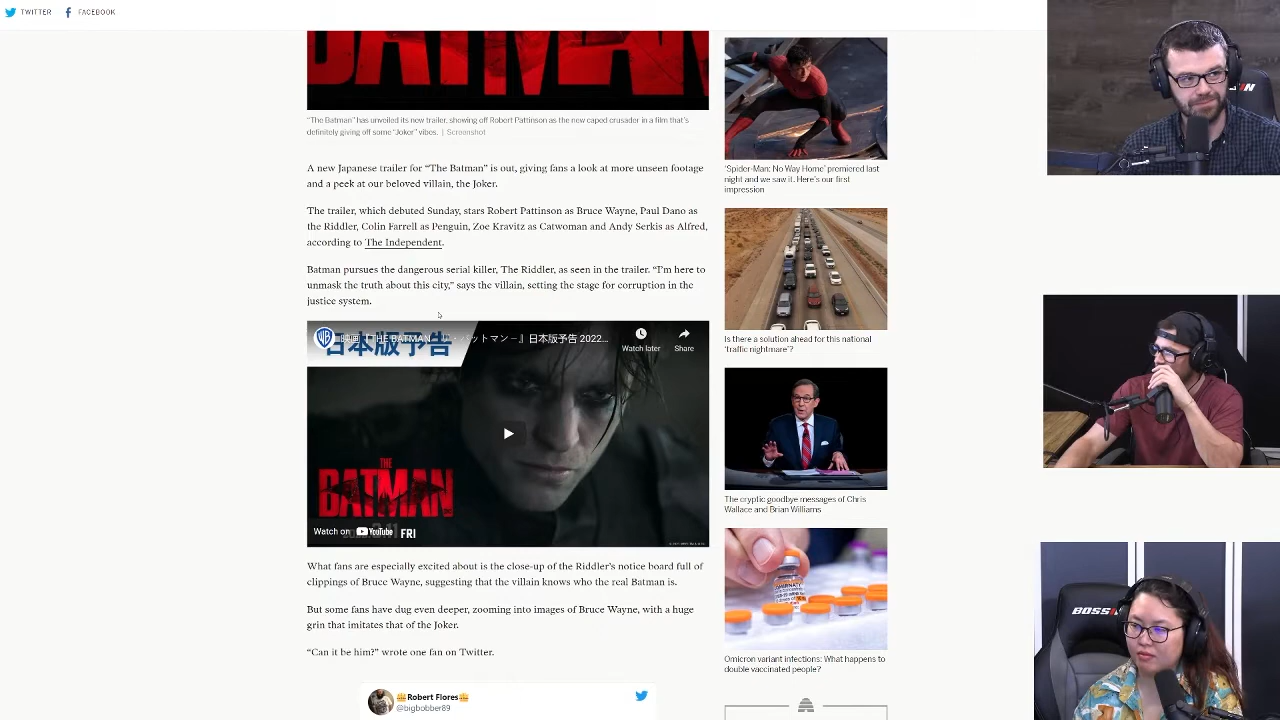 TWITTER
FACEBOOK
BATMAN
"The Batman" has unveiled its new trailer, showing off Robert Pattinson as the new caped crusader in a film that's
definitely giving off some "Joker" vibes. | Screenshot
A new Japanese trailer for "The Batman" is out, giving fans a look at more unseen footage
and a peek at our beloved villain, the Joker.
The trailer, which debuted Sunday, stars Robert Pattinson as Bruce Wayne, Paul Dano as
the Riddler, Colin Farrell as Penguin, Zoe Kravitz as Catwoman and Andy Serkis as Alfred,
according to The Independent.
Batman pursues the dangerous serial killer, The Riddler, as seen in the trailer. "I'm here to
unmask the truth about this city," says the villain, setting the stage for corruption in the
justice system.
映画『THE BATMAN－ザ・バットマン－』日本版予告 2022...
日本版予告
Watch later
Share
THE
BATMAN
Watch on YouTube
FRI
What fans are especially excited about is the close-up of the Riddler's notice board full of
clippings of Bruce Wayne, suggesting that the villain knows who the real Batman is.
But some fans have dug even deeper, zooming into images of Bruce Wayne, with a huge
grin that imitates that of the Joker.
"Can it be him?" wrote one fan on Twitter.
Robert Flores
@bigbobber89
'Spider-Man: No Way Home' premiered last
night and we saw it. Here's our first
impression
Is there a solution ahead for this national
'traffic nightmare'?
The cryptic goodbye messages of Chris
Wallace and Brian Williams
Omicron variant infections: What happens to
double vaccinated people?
BOSS